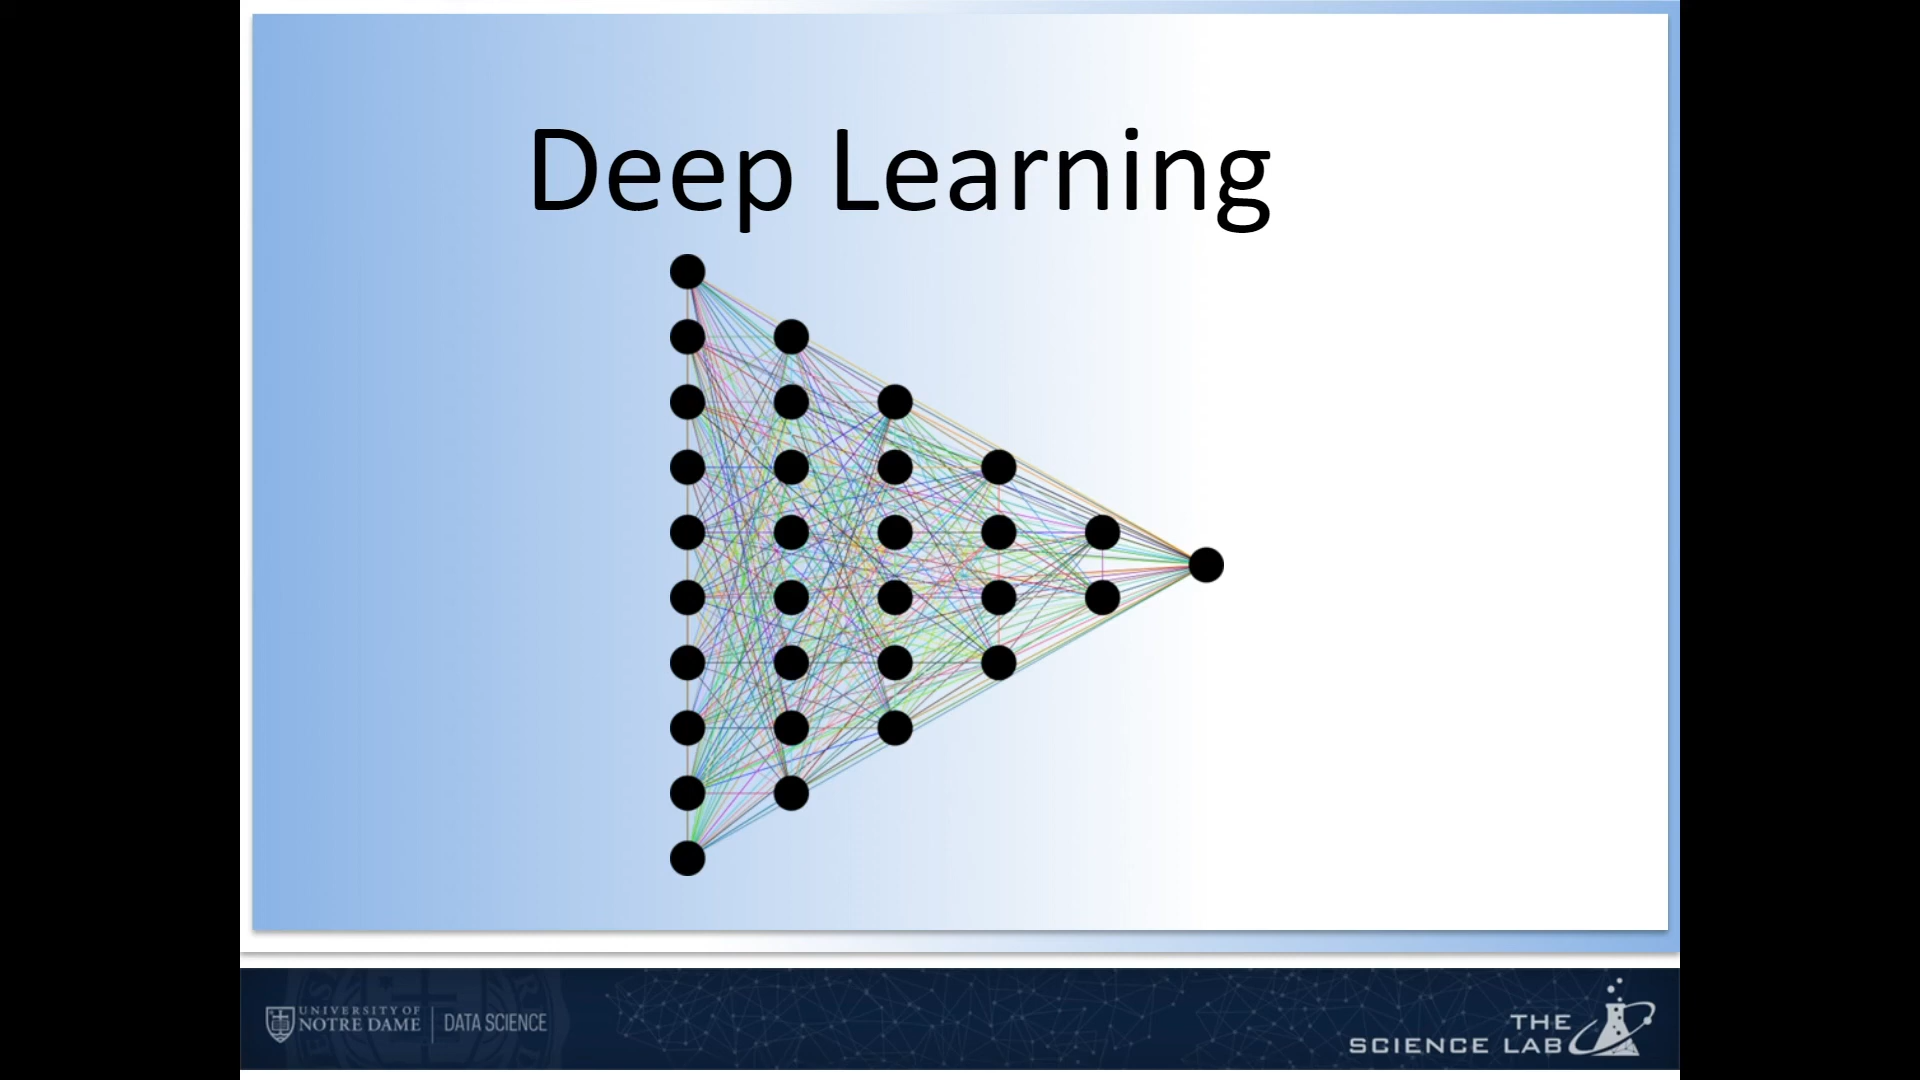 Deep Learning
UNIVERSITY OF
NOTRE DAME
DATA SCIENCE
THE
SCIENCE LAB